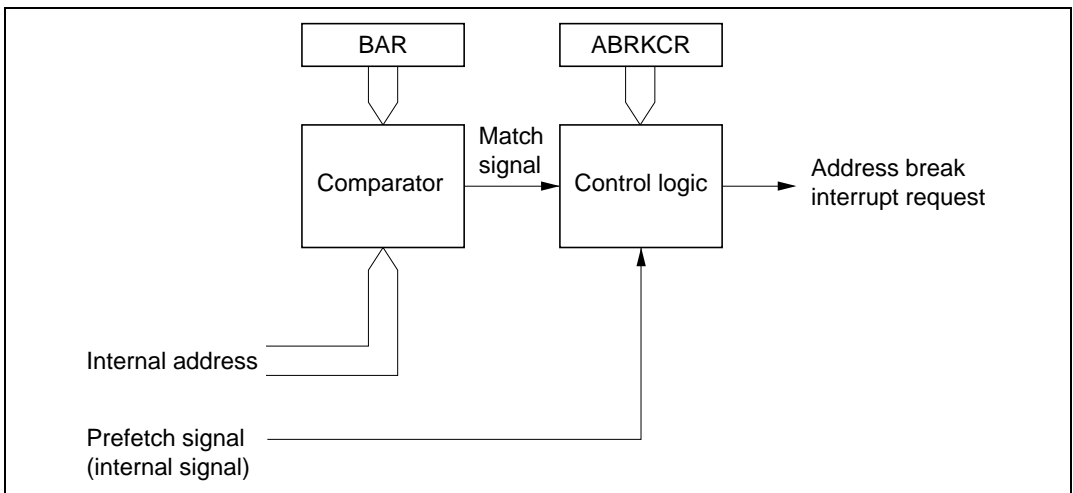 BAR
ABRKCR
Match
signal
Comparator
Control logic
Address break
interrupt request
Internal address
Prefetch signal
(internal signal)